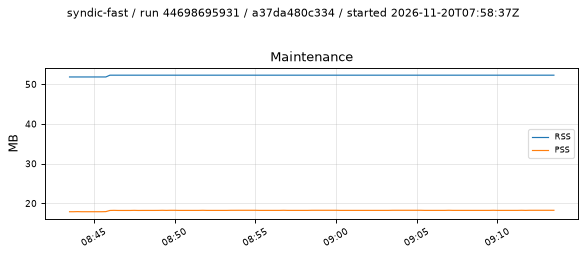 syndic-fast / run 44698695931 / a37da480c334 / started 2026-11-20T07:58:37Z
Maintenance
MB
50
40
30
20
RSS
PSS
08:45
08:50
08:55
09:00
09:05
09:10